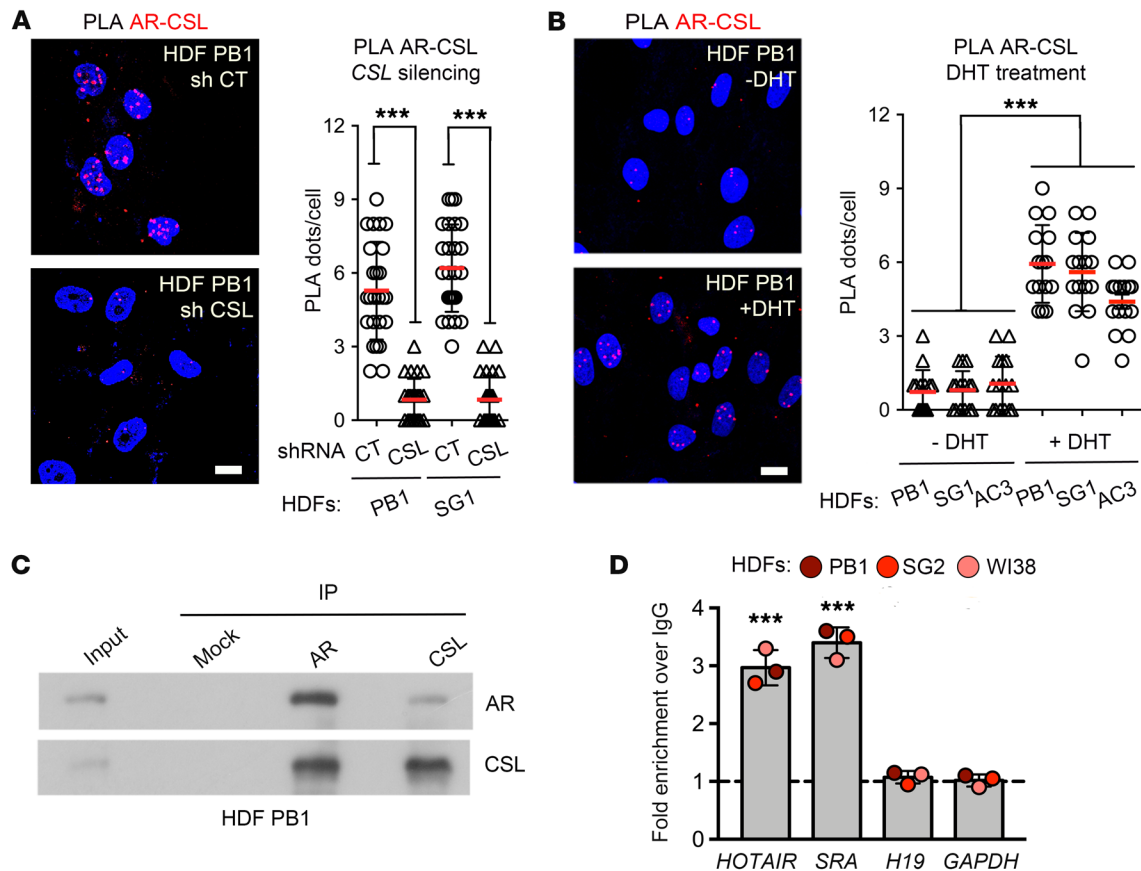 A
PLA AR-CSL
HDF PB1
sh CT
HDF PB1
sh CSL
PLA AR-CSL
CSL silencing
*** ***
PLA dots/cell
12
9
6
3
0
shRNA CT CSL CT CSL
HDFs: PB1 SG1
B
PLA AR-CSL
HDF PB1
-DHT
HDF PB1
+DHT
PLA AR-CSL
DHT treatment
***
PLA dots/cell
12
9
6
3
0
- DHT + DHT
HDFs: PB1 SG1 AC3 PB1 SG1 AC3
C
IP
Input Mock AR CSL
AR
CSL
HDF PB1
D
HDFs: PB1 SG2 WI38
*** ***
Fold enrichment over IgG
4
3
2
1
0
HOTAIR SRA H19 GAPDH